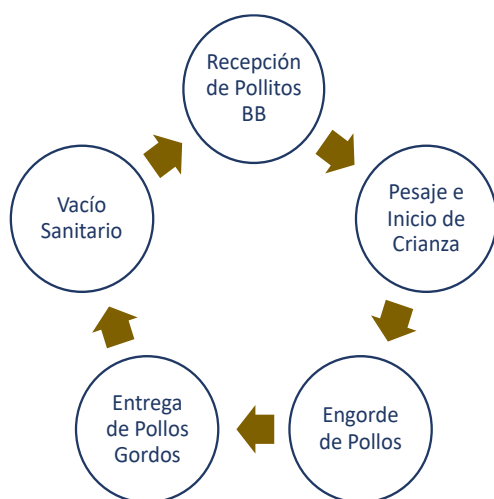 Recepción
de Pollitos
BB
Pesaje e
Inicio de
Crianza
Engorde
de Pollos
Entrega
de Pollos
Gordos
Vacío
Sanitario